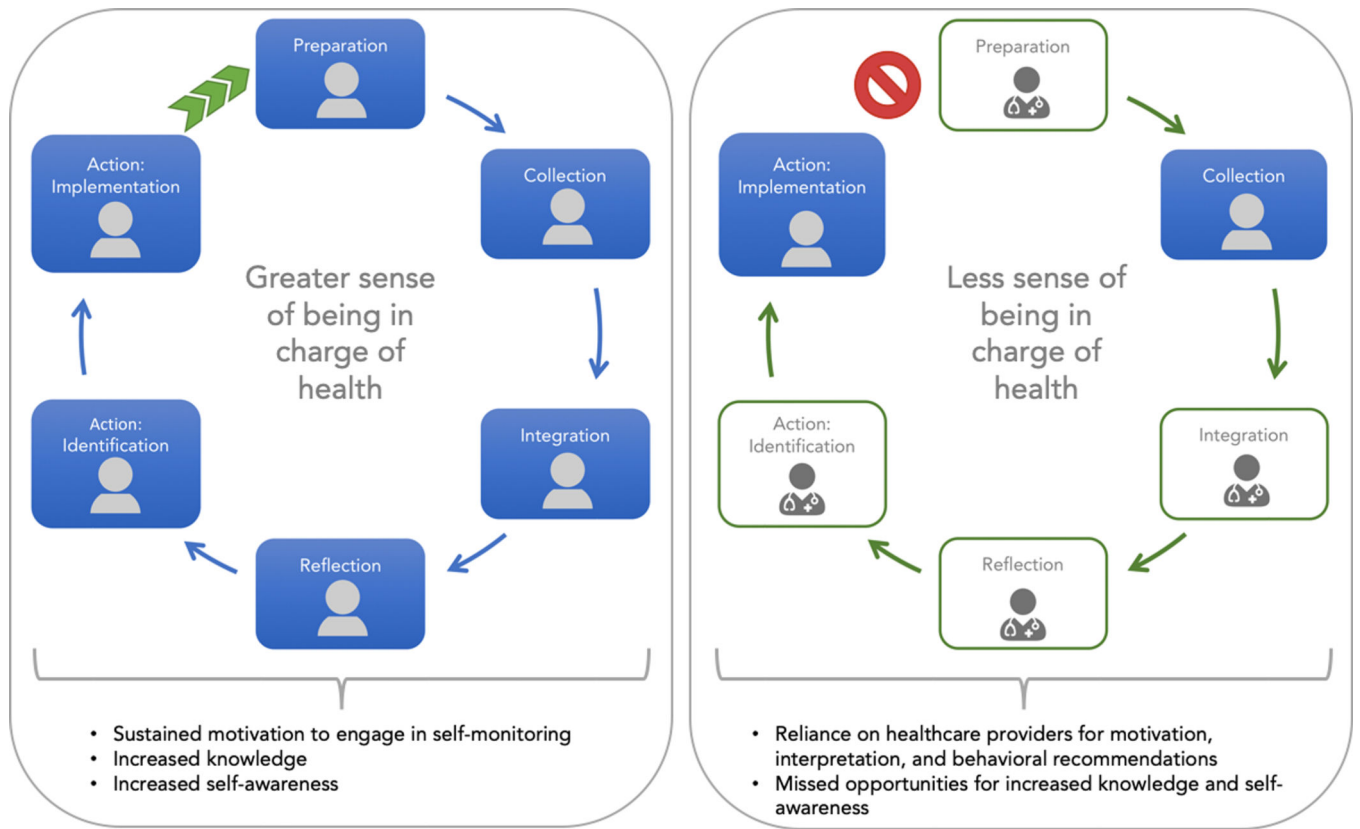 Preparation
Action:
Implementation
Collection
Greater sense
of being in
charge of
health
Action:
Identification
Integration
Reflection
• Sustained motivation to engage in self-monitoring
• Increased knowledge
• Increased self-awareness
Preparation
Action:
Implementation
Collection
Less sense of
being in
charge of
health
Action:
Identification
Integration
Reflection
• Reliance on healthcare providers for motivation,
interpretation, and behavioral recommendations
• Missed opportunities for increased knowledge and self-
awareness